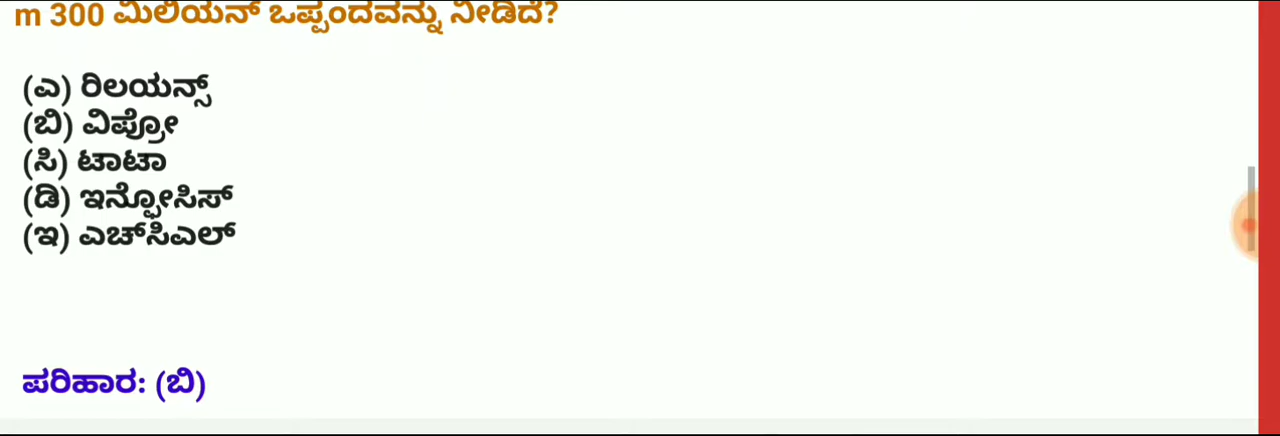 m 300 ಮಿಲಿಯನ್ ಒಪ್ಪಂದವನ್ನು ನೀಡಿದೆ?
(ಎ) ರಿಲಯನ್ಸ್
(ಬಿ) ವಿಪ್ರೋ
(ಸಿ) ಟಾಟಾ
(ಡಿ) ಇನ್ಫೋಸಿಸ್
(ಇ) ಎಚ್‌ಸಿಎಲ್
ಪರಿಹಾರ: (ಬಿ)